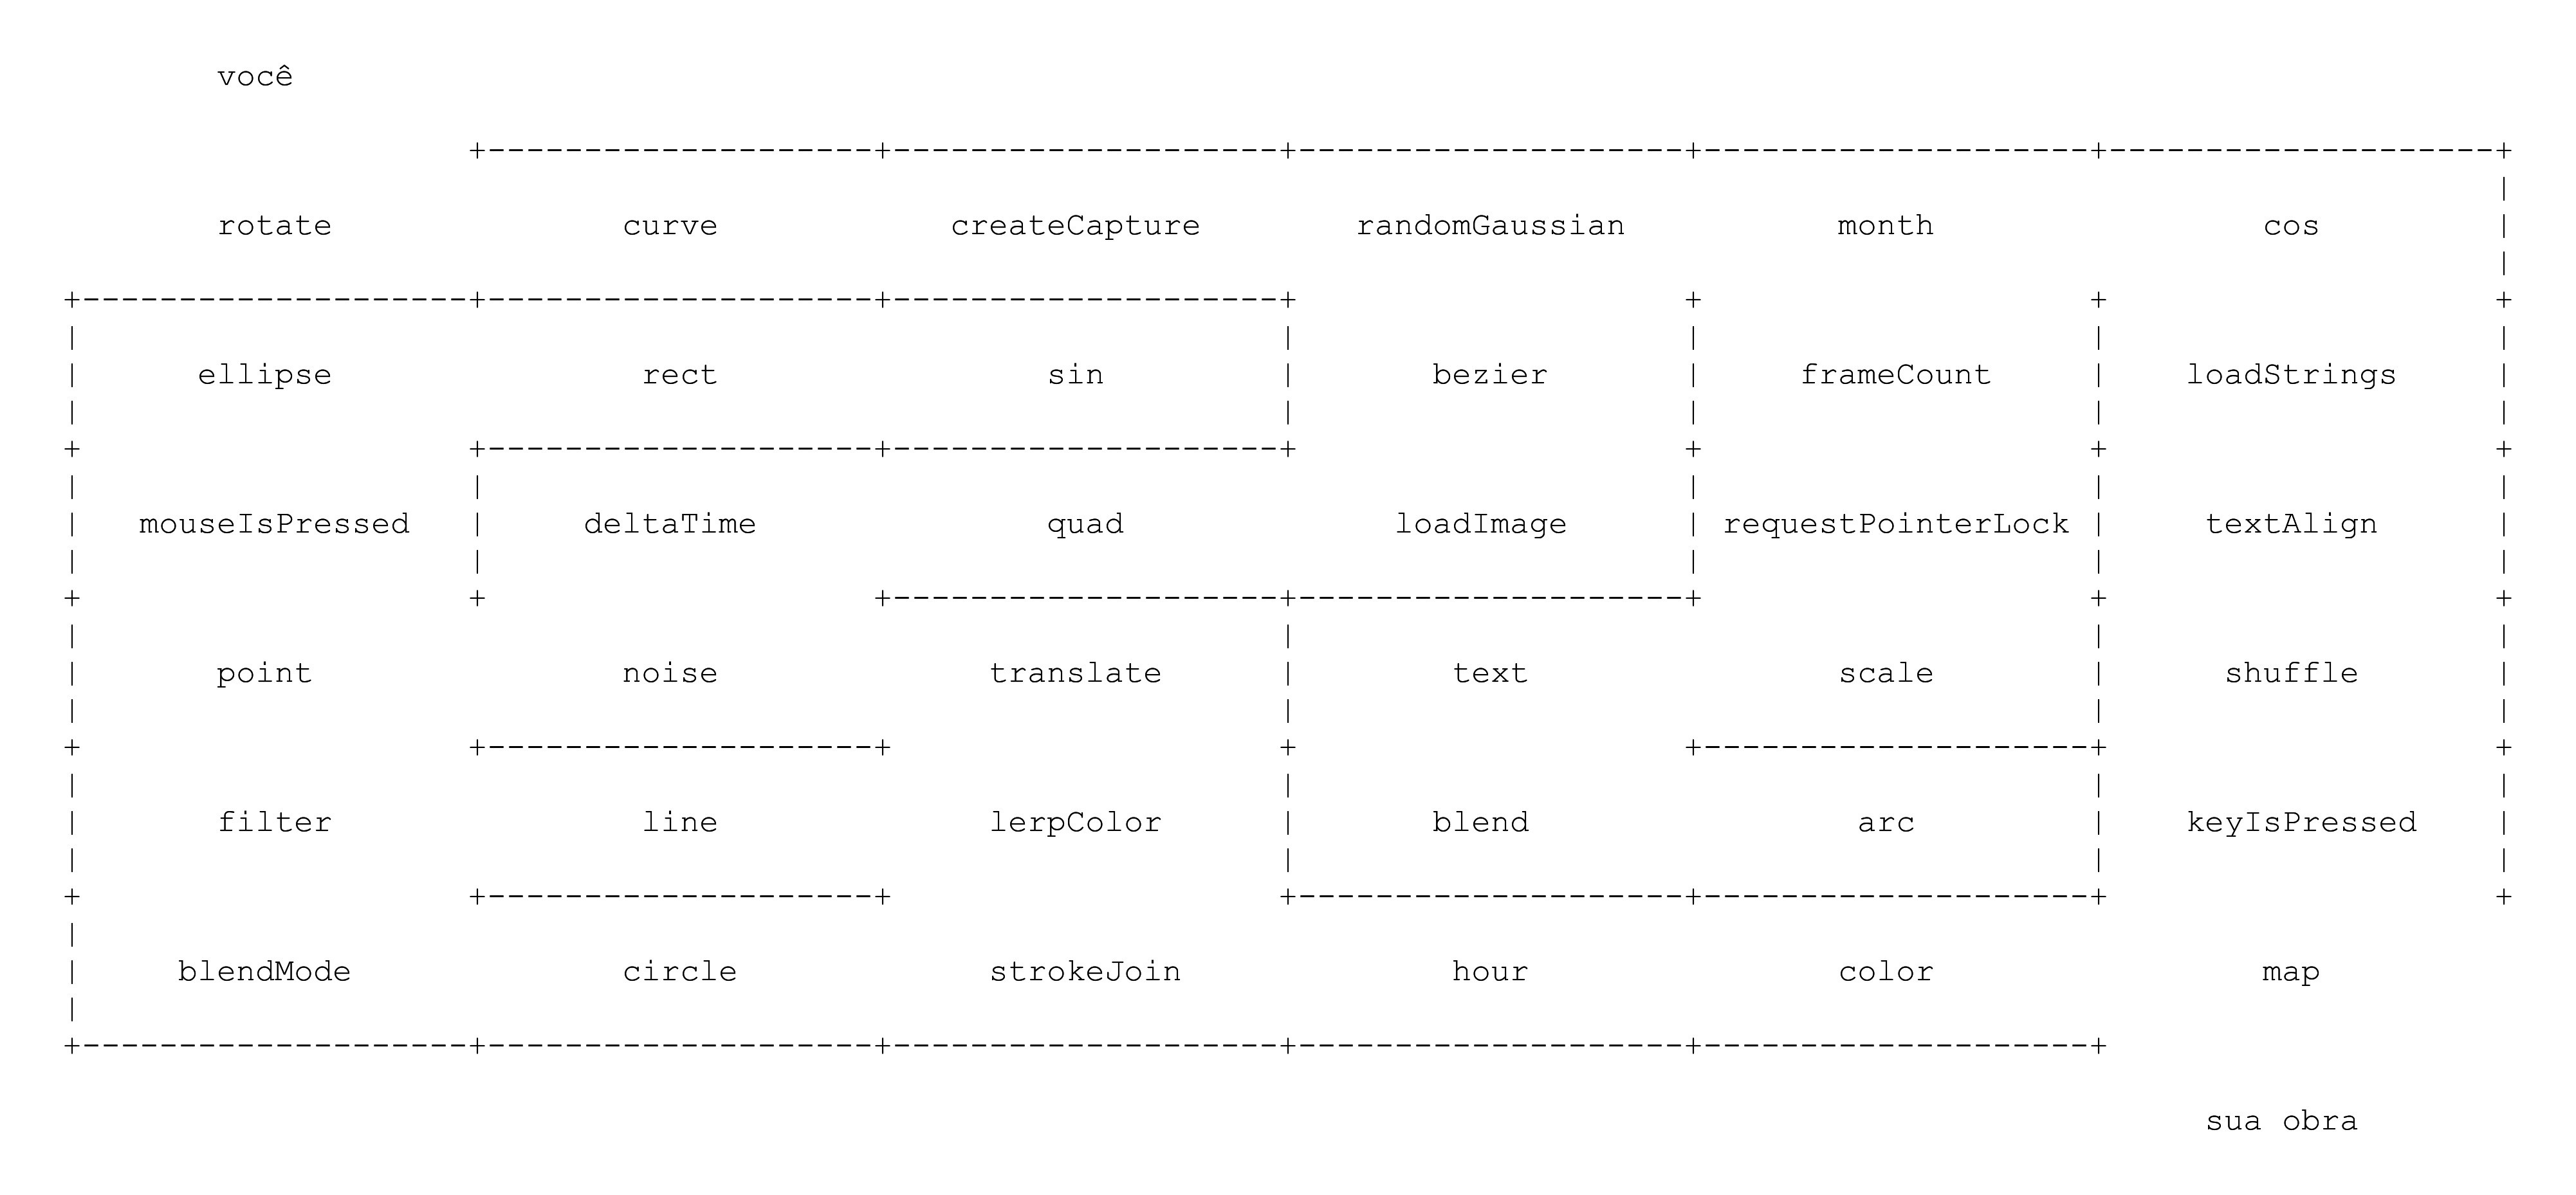 você
rotate curve createCapture randomGaussian month cos
ellipse rect sin bezier frameCount loadStrings
mouseIsPressed deltaTime quad loadImage requestPointerLock textAlign
point noise translate text scale shuffle
filter line lerpColor blend arc keyIsPressed
blendMode circle strokeJoin hour color map
sua obra